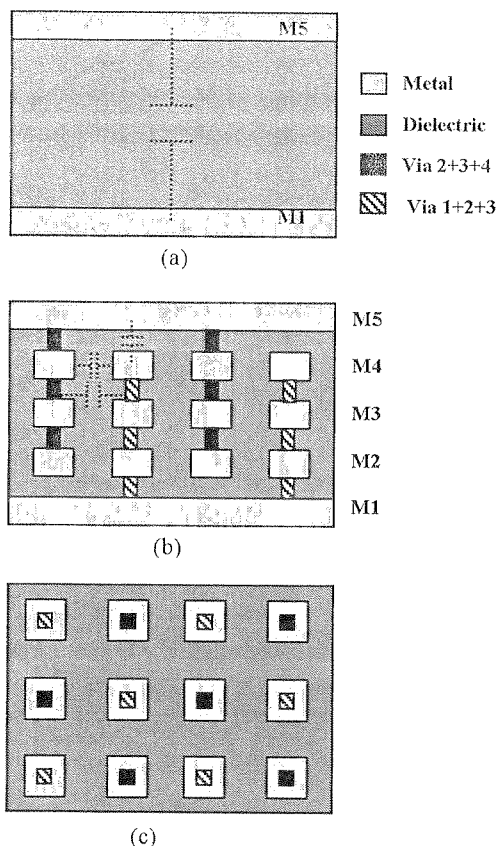 M5
Metal
Dielectric
Via 2+3+4
Via 1+2+3
M1
(a)
M5
M4
M3
M2
M1
(b)
(c)